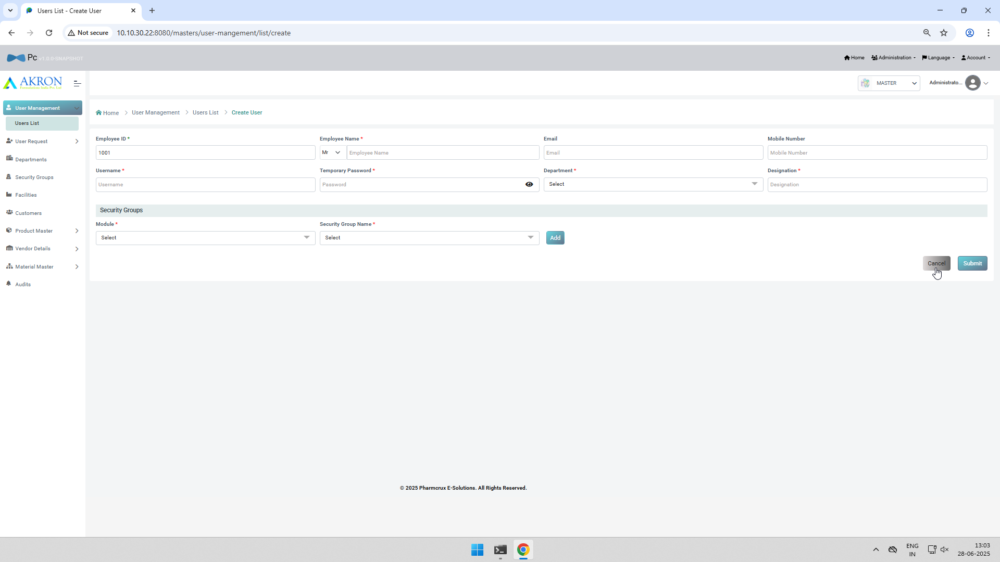 Users List - Create User
Not secure
10.10.30.22:8080/masters/user-mangement/list/create
Pc v1.0.0-SNAPSHOT
Home
Administration
Language
Account
AKRON
Formulations India Pvt. Ltd
MASTER
Administrato...
User Management
Users List
User Request
Departments
Security Groups
Facilities
Customers
Product Master
Vendor Details
Material Master
Audits
Home > User Management > Users List > Create User
Employee ID *
Employee Name *
Email
Mobile Number
1001
Mr
Employee Name
Email
Mobile Number
Username *
Temporary Password *
Department *
Designation *
Username
Password
Select
Designation
Security Groups
Module *
Security Group Name *
Select
Select
Add
Cancel
Submit
© 2025 Pharmcrux E-Solutions. All Rights Reserved.
ENG
IN
13:03
28-06-2025